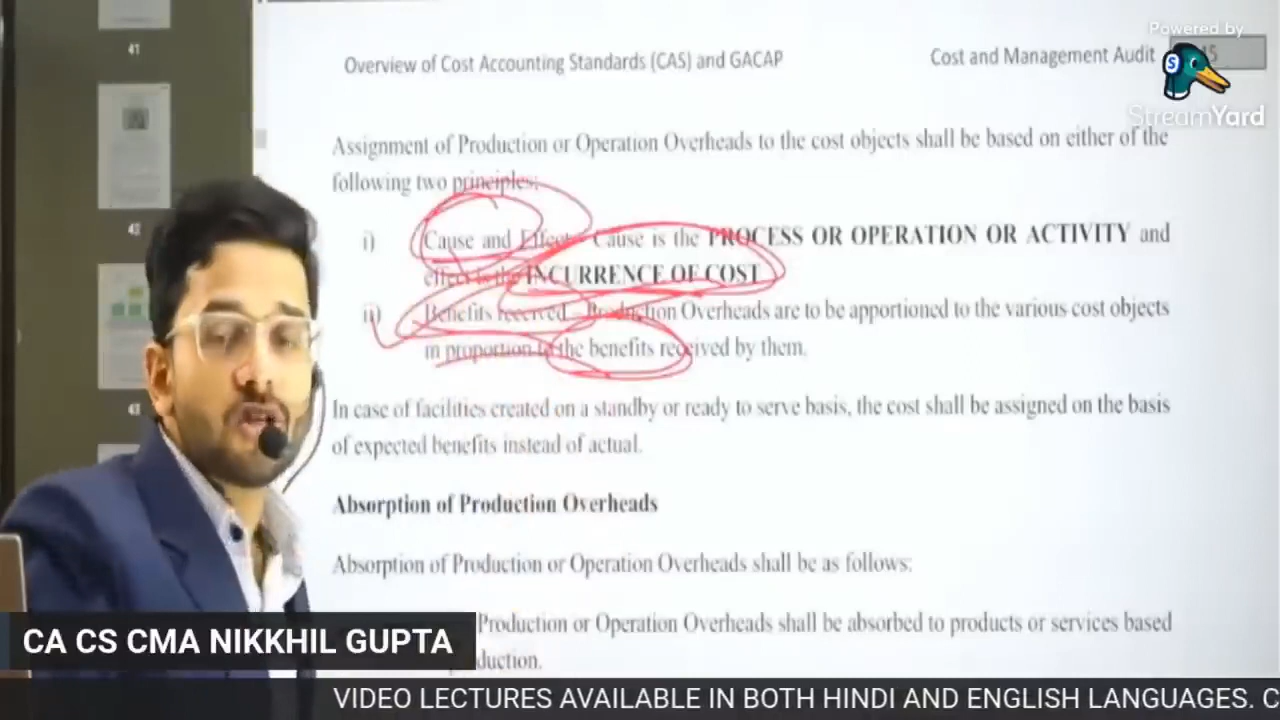 41
Overview of Cost Accounting Standards (CAS) and GACAP
Cost and Management Audit
Powered by
StreamYard
Assignment of Production or Operation Overheads to the cost objects shall be based on either of the
following two principles:
42
i) Cause and Effect - Cause is the PROCESS OR OPERATION OR ACTIVITY and
effect is the INCURRENCE OF COST
ii) Benefits received - Production Overheads are to be apportioned to the various cost objects
in proportion to the benefits received by them.
43
In case of facilities created on a standby or ready to serve basis, the cost shall be assigned on the basis
of expected benefits instead of actual.
Absorption of Production Overheads
Absorption of Production or Operation Overheads shall be as follows:
Production or Operation Overheads shall be absorbed to products or services based
duction.
CA CS CMA NIKKHIL GUPTA
VIDEO LECTURES AVAILABLE IN BOTH HINDI AND ENGLISH LANGUAGES. C